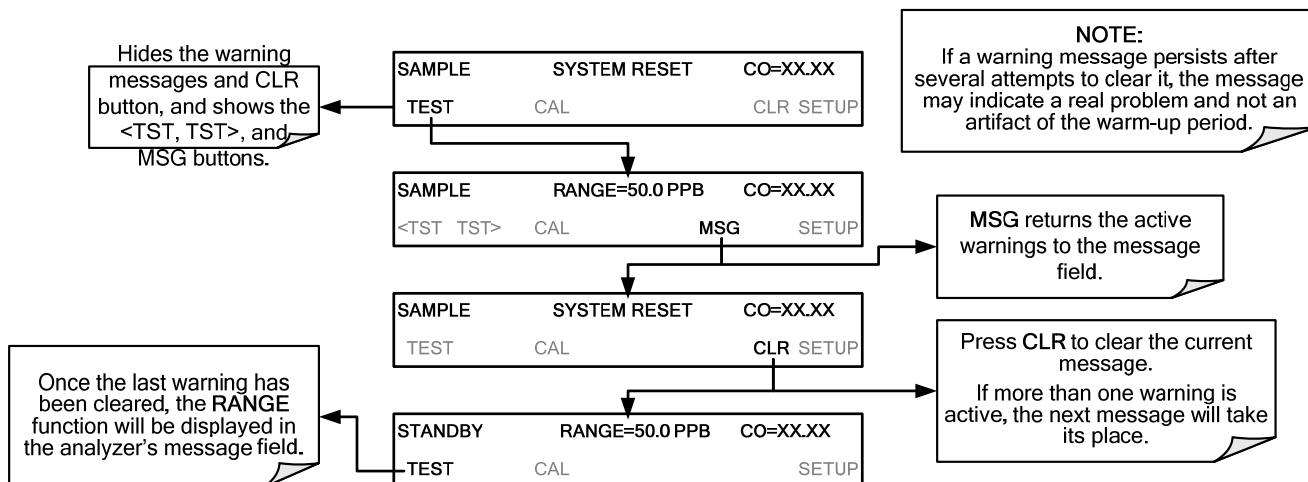 Hides the warning
messages and CLR
button, and shows the
<TST, TST>, and
MSG buttons.
SAMPLE SYSTEM RESET CO=XX.XX
TEST CAL CLR SETUP
NOTE:
If a warning message persists after
several attempts to clear it, the message
may indicate a real problem and not an
artifact of the warm-up period.
SAMPLE RANGE=50.0 PPB CO=XX.XX
<TST TST> CAL MSG SETUP
MSG returns the active
warnings to the message
field.
SAMPLE SYSTEM RESET CO=XX.XX
TEST CAL CLR SETUP
Press CLR to clear the current
message.
If more than one warning is
active, the next message will take
its place.
Once the last warning has
been cleared, the RANGE
function will be displayed in
the analyzer's message field.
STANDBY RANGE=50.0 PPB CO=XX.XX
TEST CAL SETUP